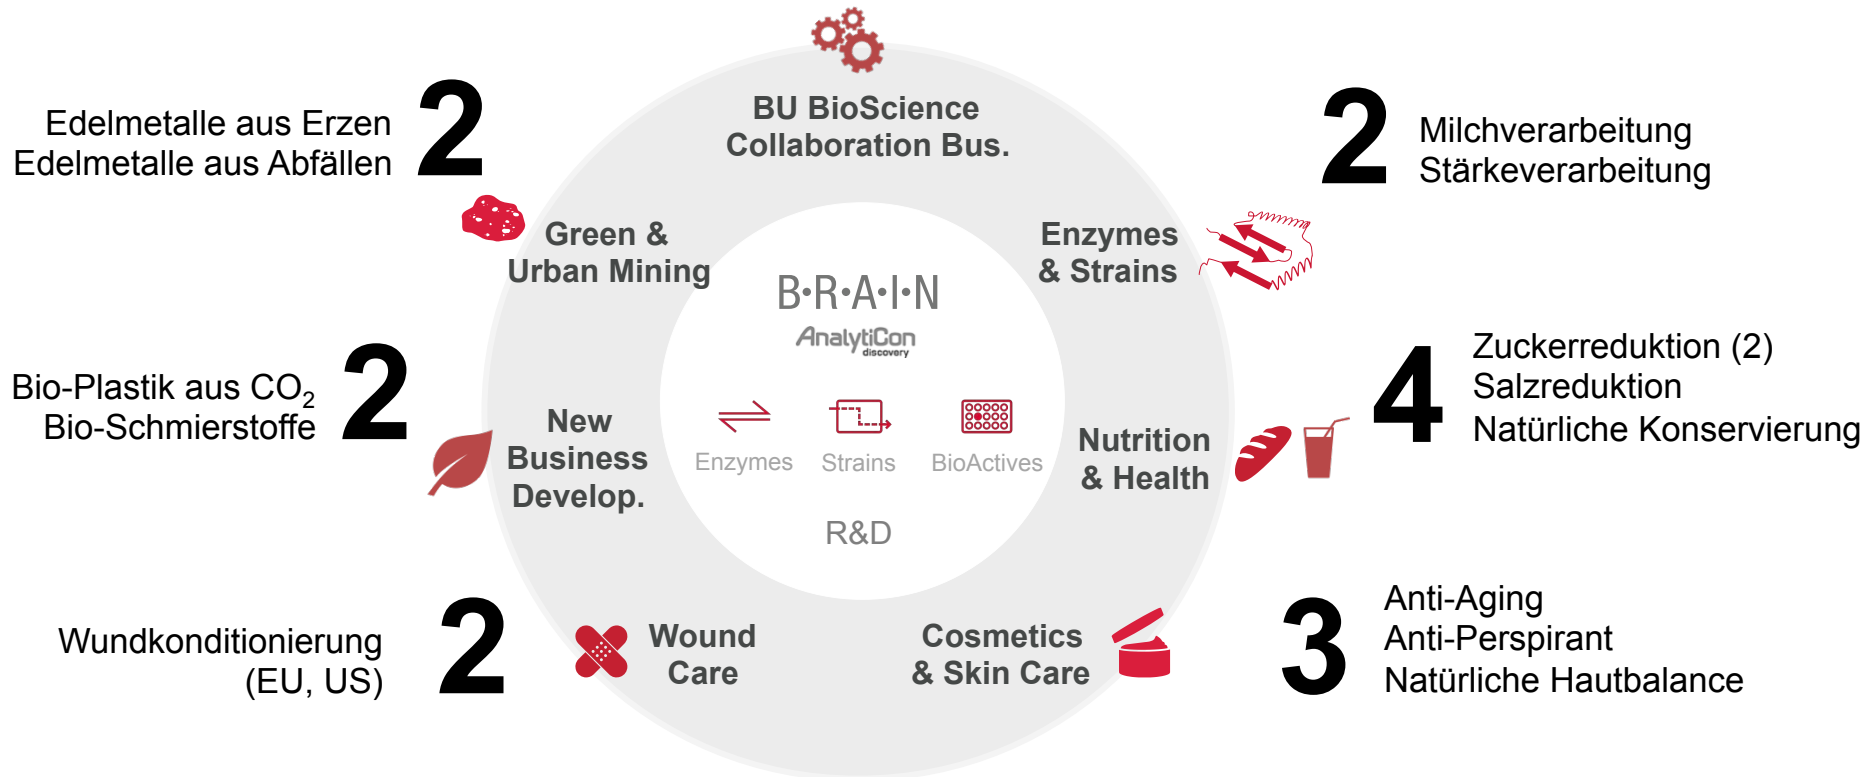 BU BioScience
Collaboration Bus.
Edelmetalle aus Erzen
Edelmetalle aus Abfällen
2
Green &
Urban Mining
2
Milchverarbeitung
Stärkeverarbeitung
Enzymes
& Strains
B·R·A·I·N
AnalytiCon
discovery
Enzymes
Strains
BioActives
R&D
Bio-Plastik aus CO₂
Bio-Schmierstoffe
2
New
Business
Develop.
Nutrition
& Health
4
Zuckerreduktion (2)
Salzreduktion
Natürliche Konservierung
Wundkonditionierung
(EU, US)
2
Wound
Care
Cosmetics
& Skin Care
3
Anti-Aging
Anti-Perspirant
Natürliche Hautbalance